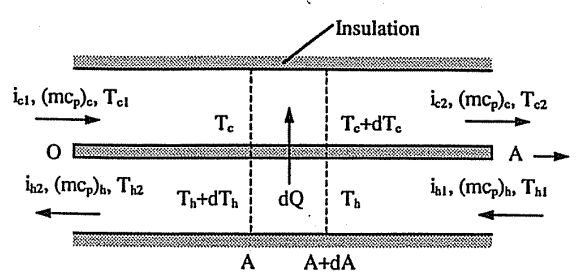 Insulation
i_c1, (mc_p)_c, T_c1
i_c2, (mc_p)_c, T_c2
T_c
T_c+dT_c
O
A
i_h2, (mc_p)_h, T_h2
T_h+dT_h
dQ
T_h
i_h1, (mc_p)_h, T_h1
A
A+dA